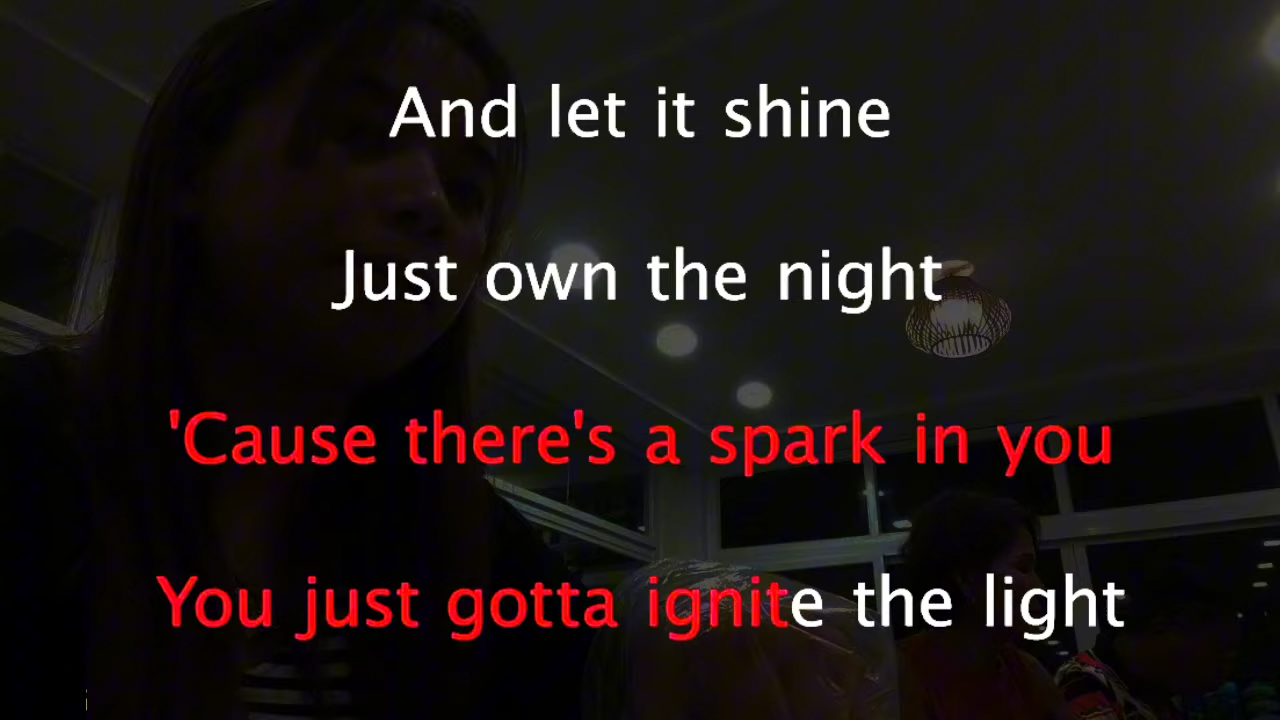 And let it shine
Just own the night
'Cause there's a spark in you
You just gotta ignite the light